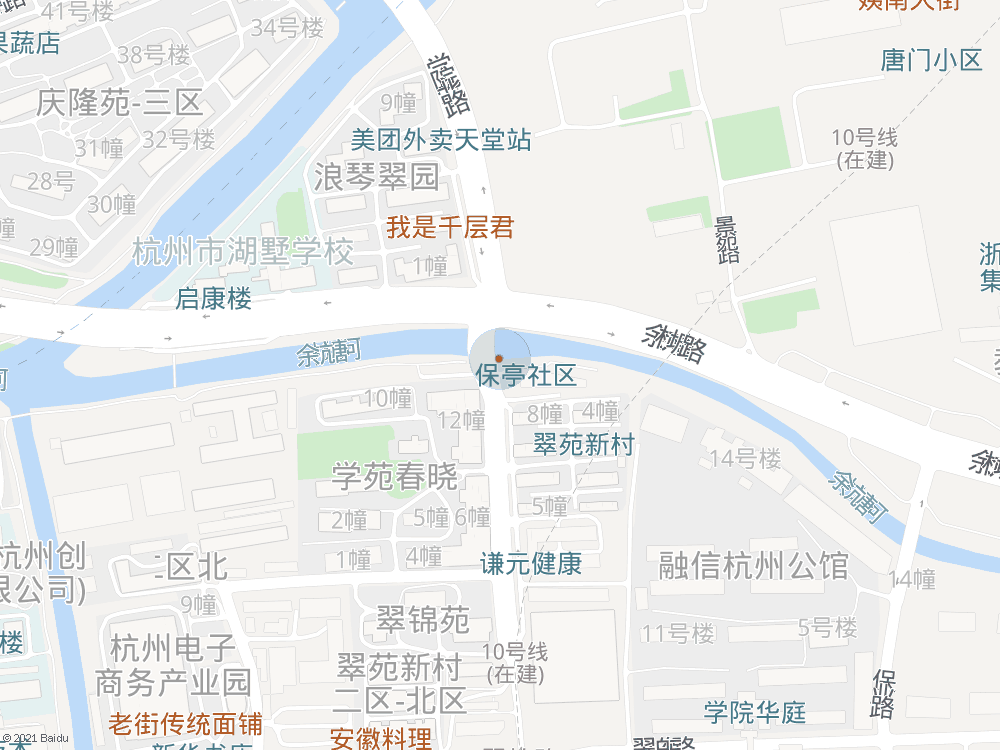 41号楼
34号楼
果蔬店
38号楼
学院路
唐门小区
庆隆苑-三区
9幢
32号楼
美团外卖天堂站
10号线
(在建)
31幢
28号
浪琴翠园
30幢
我是千层君
景怨路
29幢
杭州市湖墅学校
1幢
启康楼
余杭塘河
保亭社区
10幢
12幢
8幢
4幢
翠苑新村
14号楼
学苑春晓
余杭塘河
2幢
5幢
6幢
5幢
杭州创
1幢
4幢
谦元健康
融信杭州公馆
限公司)
二区北
14幢
9幢
翠锦苑
11号楼
5号楼
楼
杭州电子
商务产业园
10号线
(在建)
翠苑新村
二区-北区
老街传统面铺
学院华庭
安徽料理
© 2021 Baidu